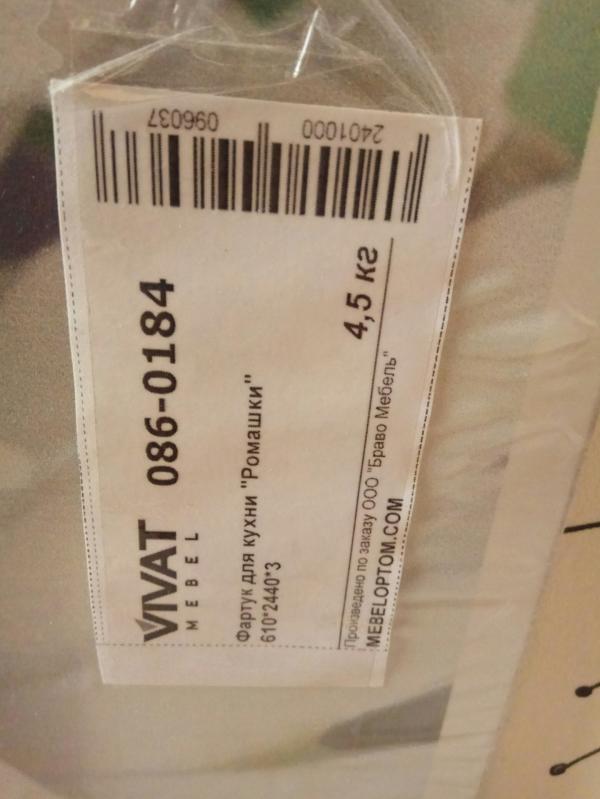 VIVAT 086-0184
МЕБЕL
Фартук для кухни "Ромашки"
610*2440*3
4,5 кг
Произведено по заказу ООО "Браво Мебель"
MEBELOPTOM.COM
2401000 096037